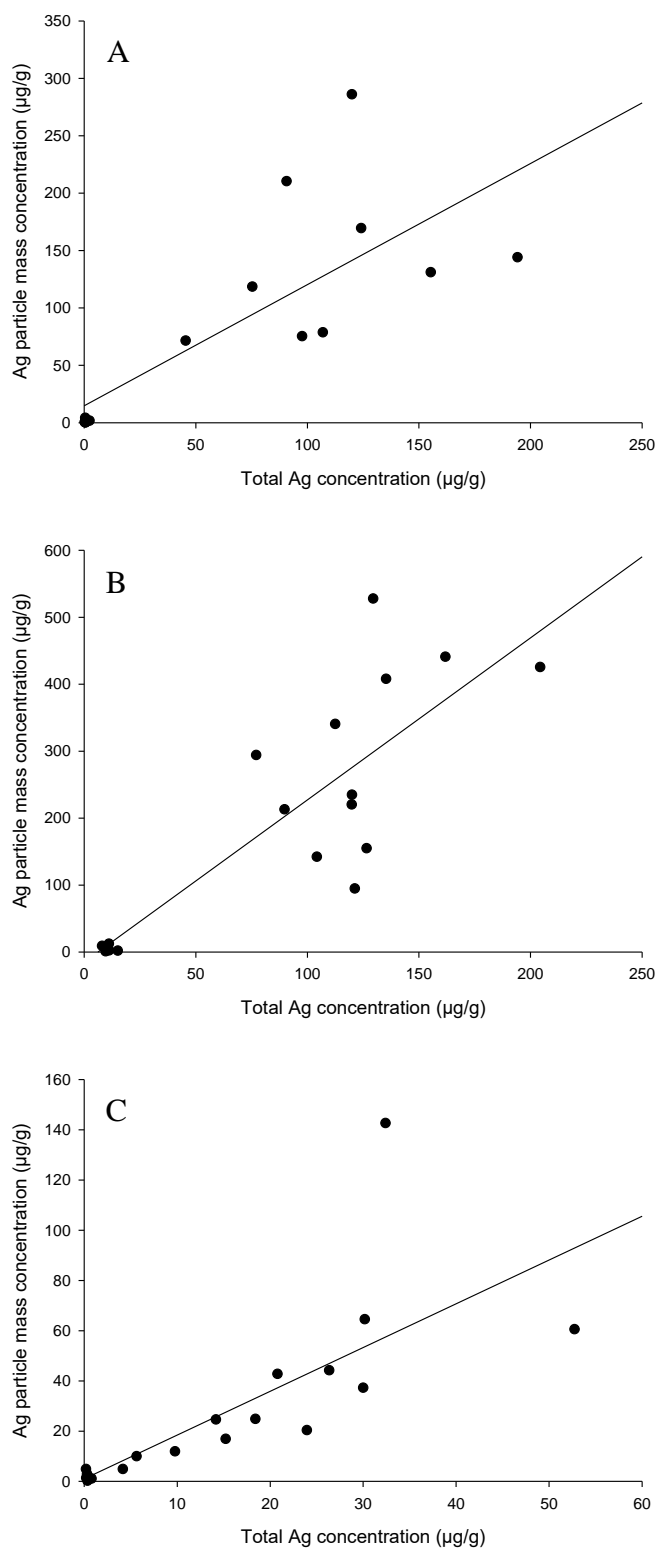 A
350
300
250
200
150
100
50
0
Ag particle mass concentration (µg/g)
0 50 100 150 200 250
Total Ag concentration (µg/g)
B
600
500
400
300
200
100
0
Ag particle mass concentration (µg/g)
0 50 100 150 200 250
Total Ag concentration (µg/g)
C
160
140
120
100
80
60
40
20
0
Ag particle mass concentration (µg/g)
0 10 20 30 40 50 60
Total Ag concentration (µg/g)